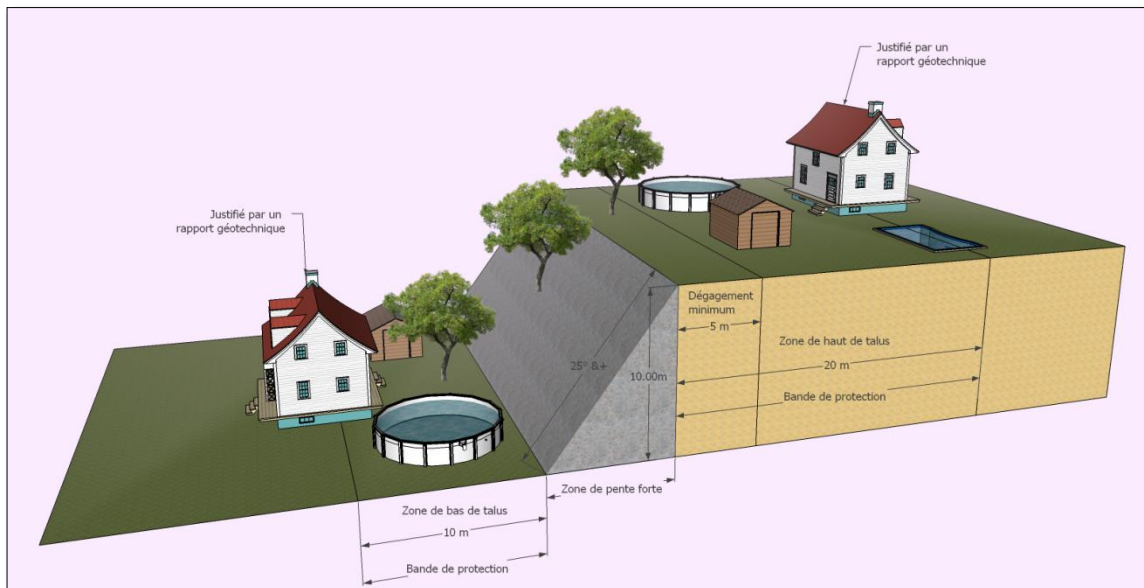 Justifié par un
rapport géotechnique
Justifié par un
rapport géotechnique
Dégagement
minimum
5 m
Zone de haut de talus
20 m
Bande de protection
25° &+
10.00m
Zone de pente forte
Zone de bas de talus
10 m
Bande de protection